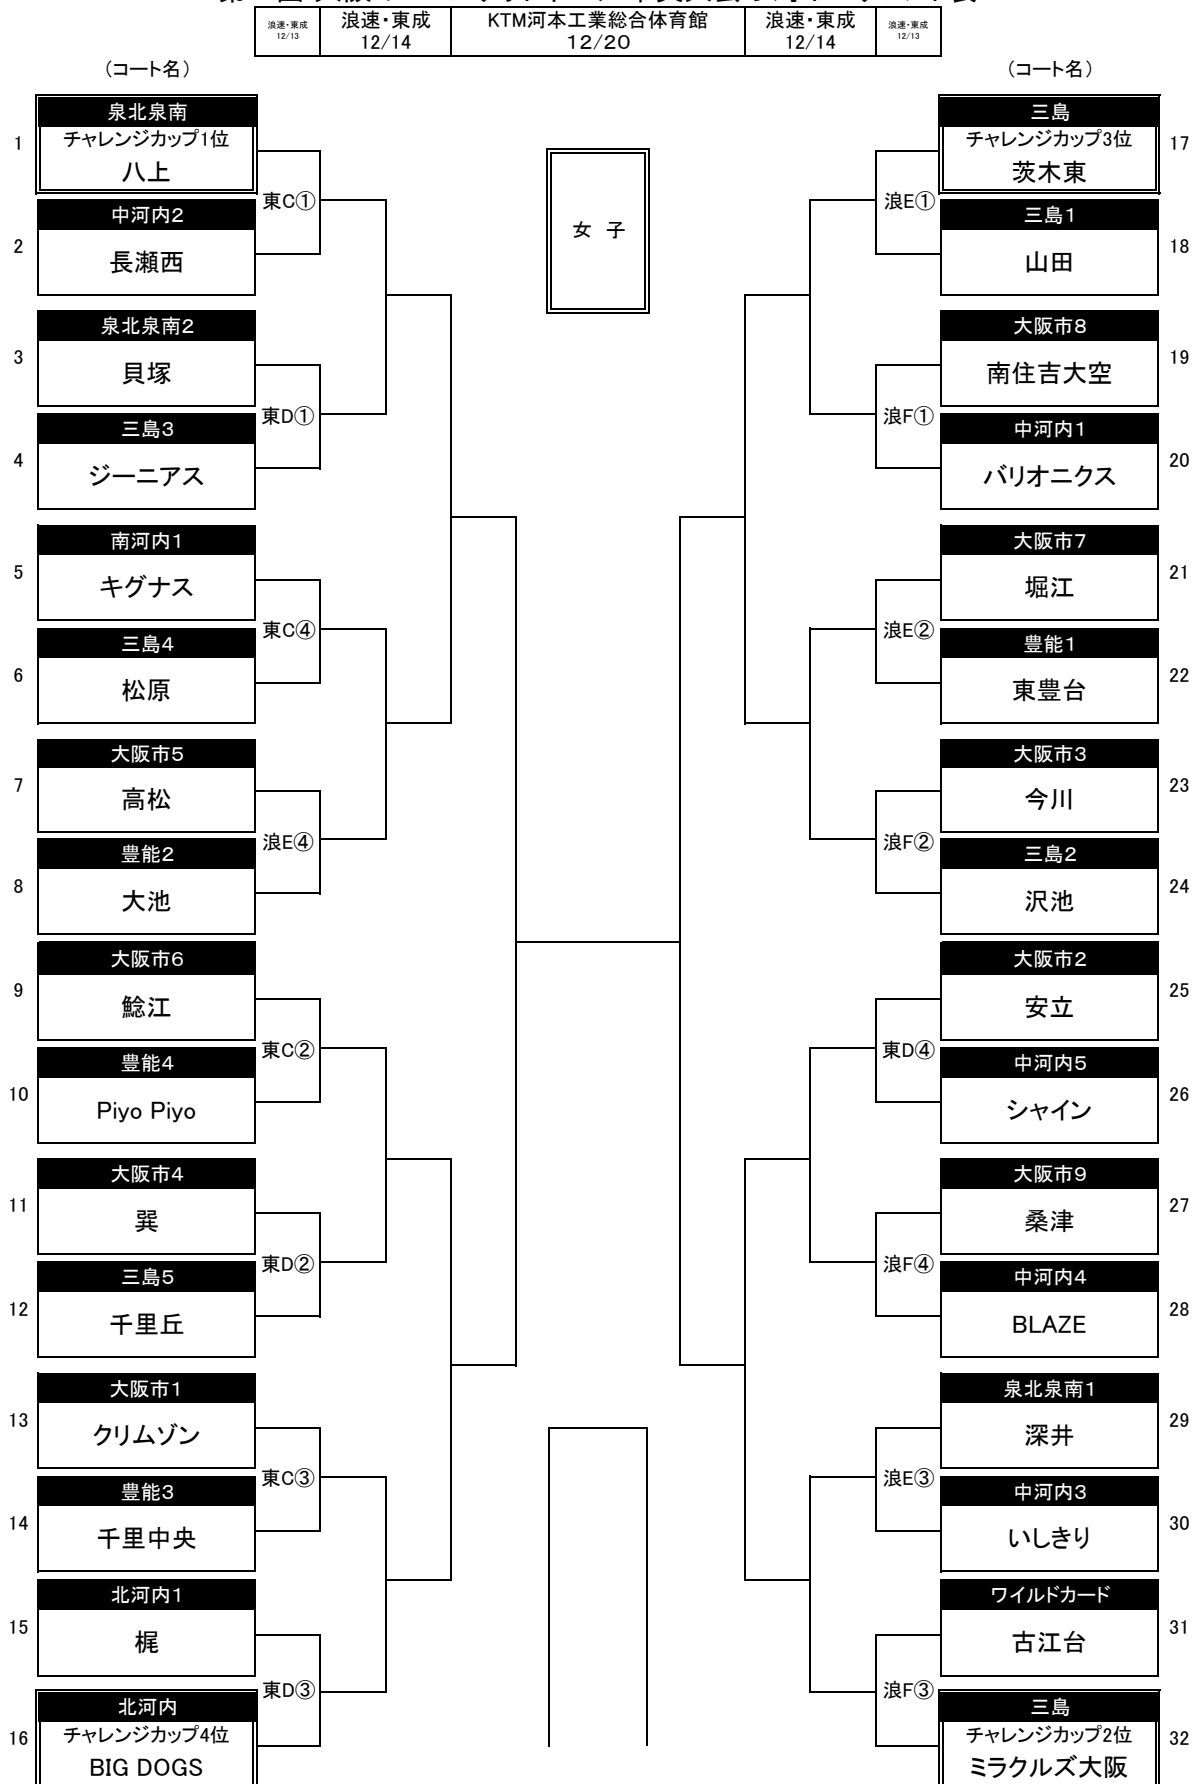 浪速・東成
12/13
浪速・東成
12/14
KTM河本工業総合体育館
12/20
浪速・東成
12/14
浪速・東成
12/13
（コート名）
（コート名）
女 子
1
泉北泉南
チャレンジカップ1位
八上
東C①
2
中河内2
長瀬西
3
泉北泉南2
貝塚
東D①
4
三島3
ジーニアス
5
南河内1
キグナス
東C④
6
三島4
松原
7
大阪市5
高松
浪E④
8
豊能2
大池
9
大阪市6
鯰江
東C②
10
豊能4
Piyo Piyo
11
大阪市4
巽
東D②
12
三島5
千里丘
13
大阪市1
クリムゾン
東C③
14
豊能3
千里中央
15
北河内1
梶
東D③
16
北河内
チャレンジカップ4位
BIG DOGS
三島
チャレンジカップ3位
茨木東
17
浪E①
三島1
山田
18
大阪市8
南住吉大空
19
浪F①
中河内1
バリオニクス
20
大阪市7
堀江
21
浪E②
豊能1
東豊台
22
大阪市3
今川
23
浪F②
三島2
沢池
24
大阪市2
安立
25
東D④
中河内5
シャイン
26
大阪市9
桑津
27
浪F④
中河内4
BLAZE
28
泉北泉南1
深井
29
浪E③
中河内3
いしきり
30
ワイルドカード
古江台
31
浪F③
三島
チャレンジカップ2位
ミラクルズ大阪
32